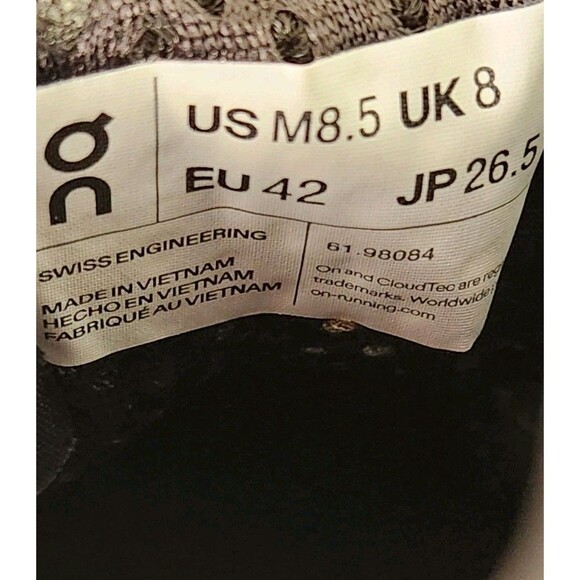 On
US M8.5 UK 8
EU 42 JP 26.5
SWISS ENGINEERING
MADE IN VIETNAM
HECHO EN VIETNAM
FABRIQUÉ AU VIETNAM
61.98084
On and CloudTec are
trademarks. Worldwide
on-running.com